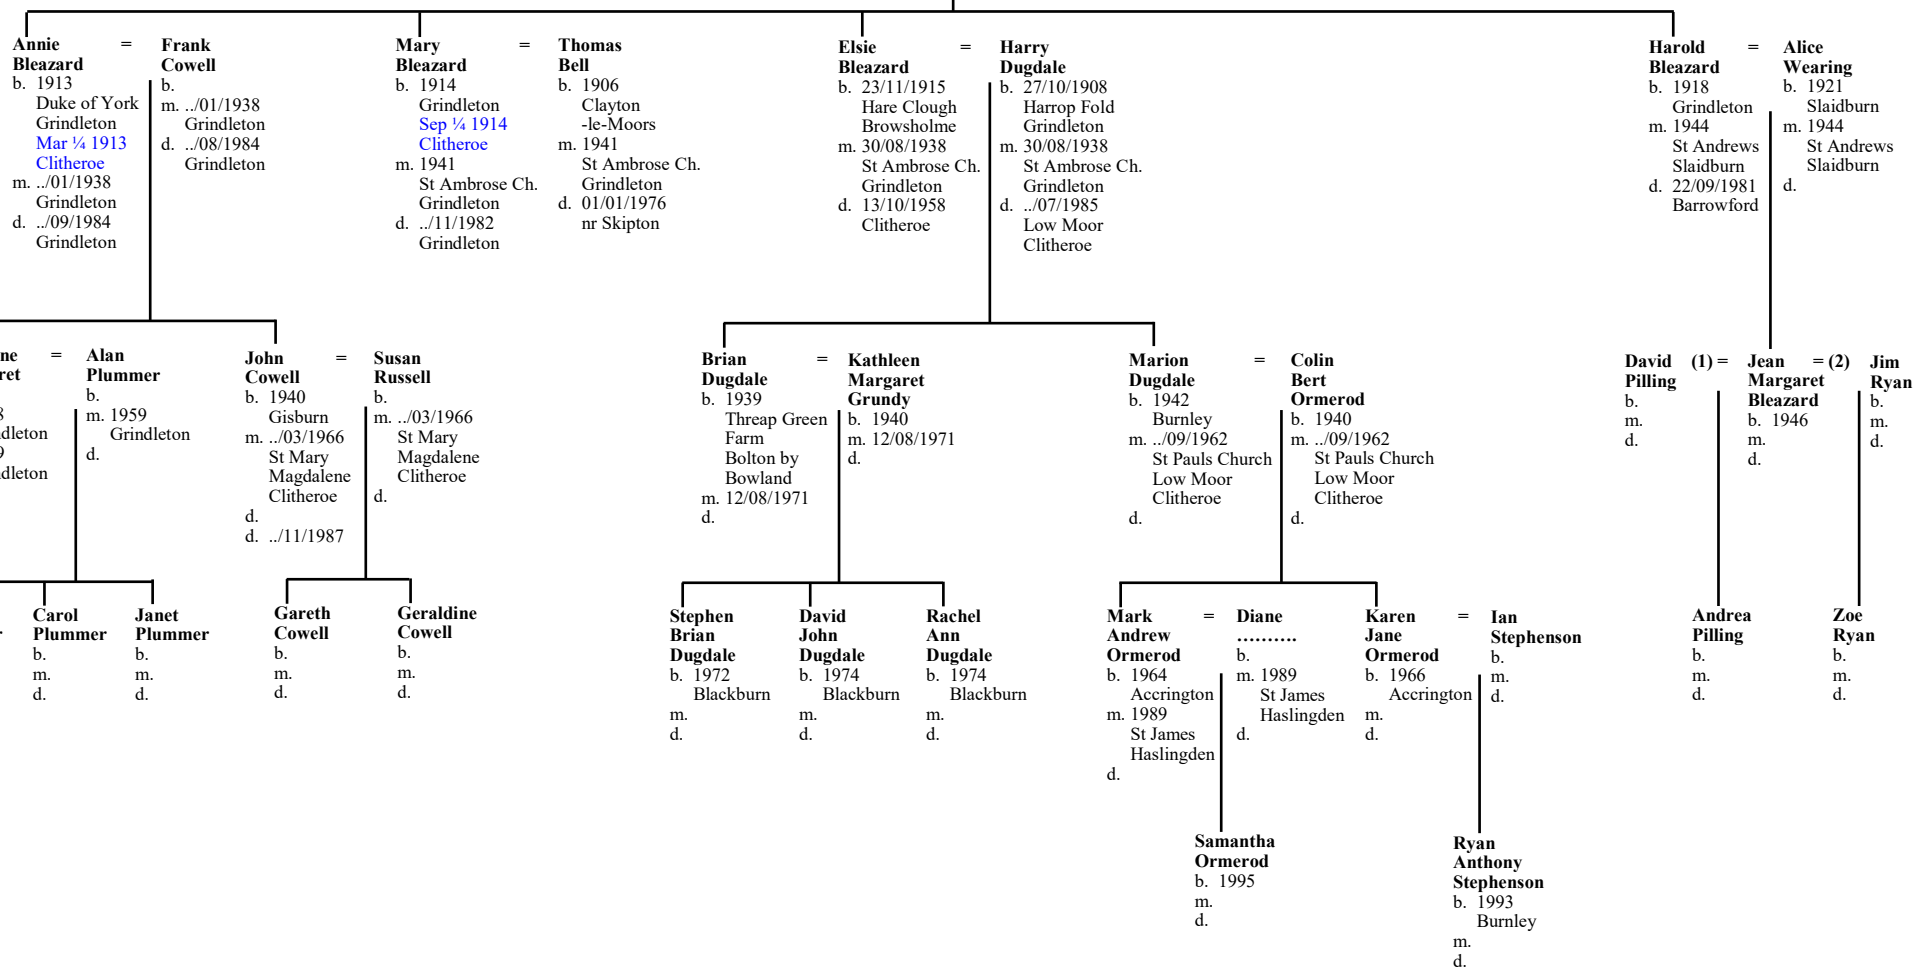 Annie = Frank
Bleazard Cowell
b. 1913
Duke of York
Grindleton
Mar ¼ 1913
Clitheroe
m. ../01/1938
Grindleton
d. ../09/1984
Grindleton
b.
m. ../01/1938
Grindleton
d. ../08/1984
Grindleton
Mary = Thomas
Bleazard Bell
b. 1914
Grindleton
Sep ¼ 1914
Clitheroe
m. 1941
St Ambrose Ch.
Grindleton
d. ../11/1982
Grindleton
b. 1906
Clayton
-le-Moors
m. 1941
St Ambrose Ch.
Grindleton
d. 01/01/1976
nr Skipton
Elsie = Harry
Bleazard Dugdale
b. 23/11/1915
Hare Clough
Browsholme
m. 30/08/1938
St Ambrose Ch.
Grindleton
d. 13/10/1958
Clitheroe
b. 27/10/1908
Harrop Fold
Grindleton
m. 30/08/1938
St Ambrose Ch.
Grindleton
d. ../07/1985
Low Moor
Clitheroe
Harold = Alice
Bleazard Wearing
b. 1918
Grindleton
m. 1944
St Andrews
Slaidburn
d. 22/09/1981
Barrowford
b. 1921
Slaidburn
m. 1944
St Andrews
Slaidburn
d.
ne = Alan
ret Plummer
8
dleton
9
dleton
b.
m. 1959
Grindleton
d.
John = Susan
Cowell Russell
b. 1940
Gisburn
m. ../03/1966
St Mary
Magdalene
Clitheroe
d.
d. ../11/1987
b.
m. ../03/1966
St Mary
Magdalene
Clitheroe
d.
Brian = Kathleen
Dugdale Margaret
Grundy
b. 1939
Threap Green
Farm
Bolton by
Bowland
m. 12/08/1971
d.
b. 1940
m. 12/08/1971
d.
Marion = Colin
Dugdale Bert
Ormerod
b. 1942
Burnley
m. ../09/1962
St Pauls Church
Low Moor
Clitheroe
d.
b. 1940
m. ../09/1962
St Pauls Church
Low Moor
Clitheroe
d.
David (1) = Jean = (2) Jim
Pilling Margaret Ryan
Bleazard
b.
m.
d.
b. 1946
m.
d.
b.
m.
d.
Carol
Plummer
b.
m.
d.
Janet
Plummer
b.
m.
d.
Gareth
Cowell
b.
m.
d.
Geraldine
Cowell
b.
m.
d.
Stephen
Brian
Dugdale
b. 1972
Blackburn
m.
d.
David
John
Dugdale
b. 1974
Blackburn
m.
d.
Rachel
Ann
Dugdale
b. 1974
Blackburn
m.
d.
Mark = Diane
Andrew ..........
Ormerod
b. 1964
Accrington
m. 1989
St James
Haslingden
d.
b.
m. 1989
St James
Haslingden
d.
Karen = Ian
Jane Stephenson
Ormerod
b. 1966
Accrington
m.
d.
b.
m.
d.
Andrea
Pilling
b.
m.
d.
Zoe
Ryan
b.
m.
d.
Samantha
Ormerod
b. 1995
m.
d.
Ryan
Anthony
Stephenson
b. 1993
Burnley
m.
d.